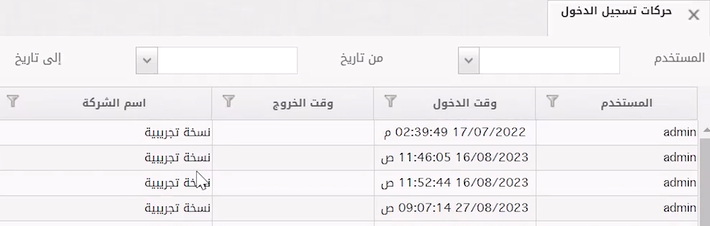 حركات تسجيل الدخول
المستخدم من تاريخ إلى تاريخ
المستخدم وقت الدخول وقت الخروج اسم الشركة
admin 17/07/2022 02:39:49 م نسخة تجريبية
admin 16/08/2023 11:46:05 ص نسخة تجريبية
admin 16/08/2023 11:52:44 ص نسخة تجريبية
admin 27/08/2023 09:07:14 ص نسخة تجريبية